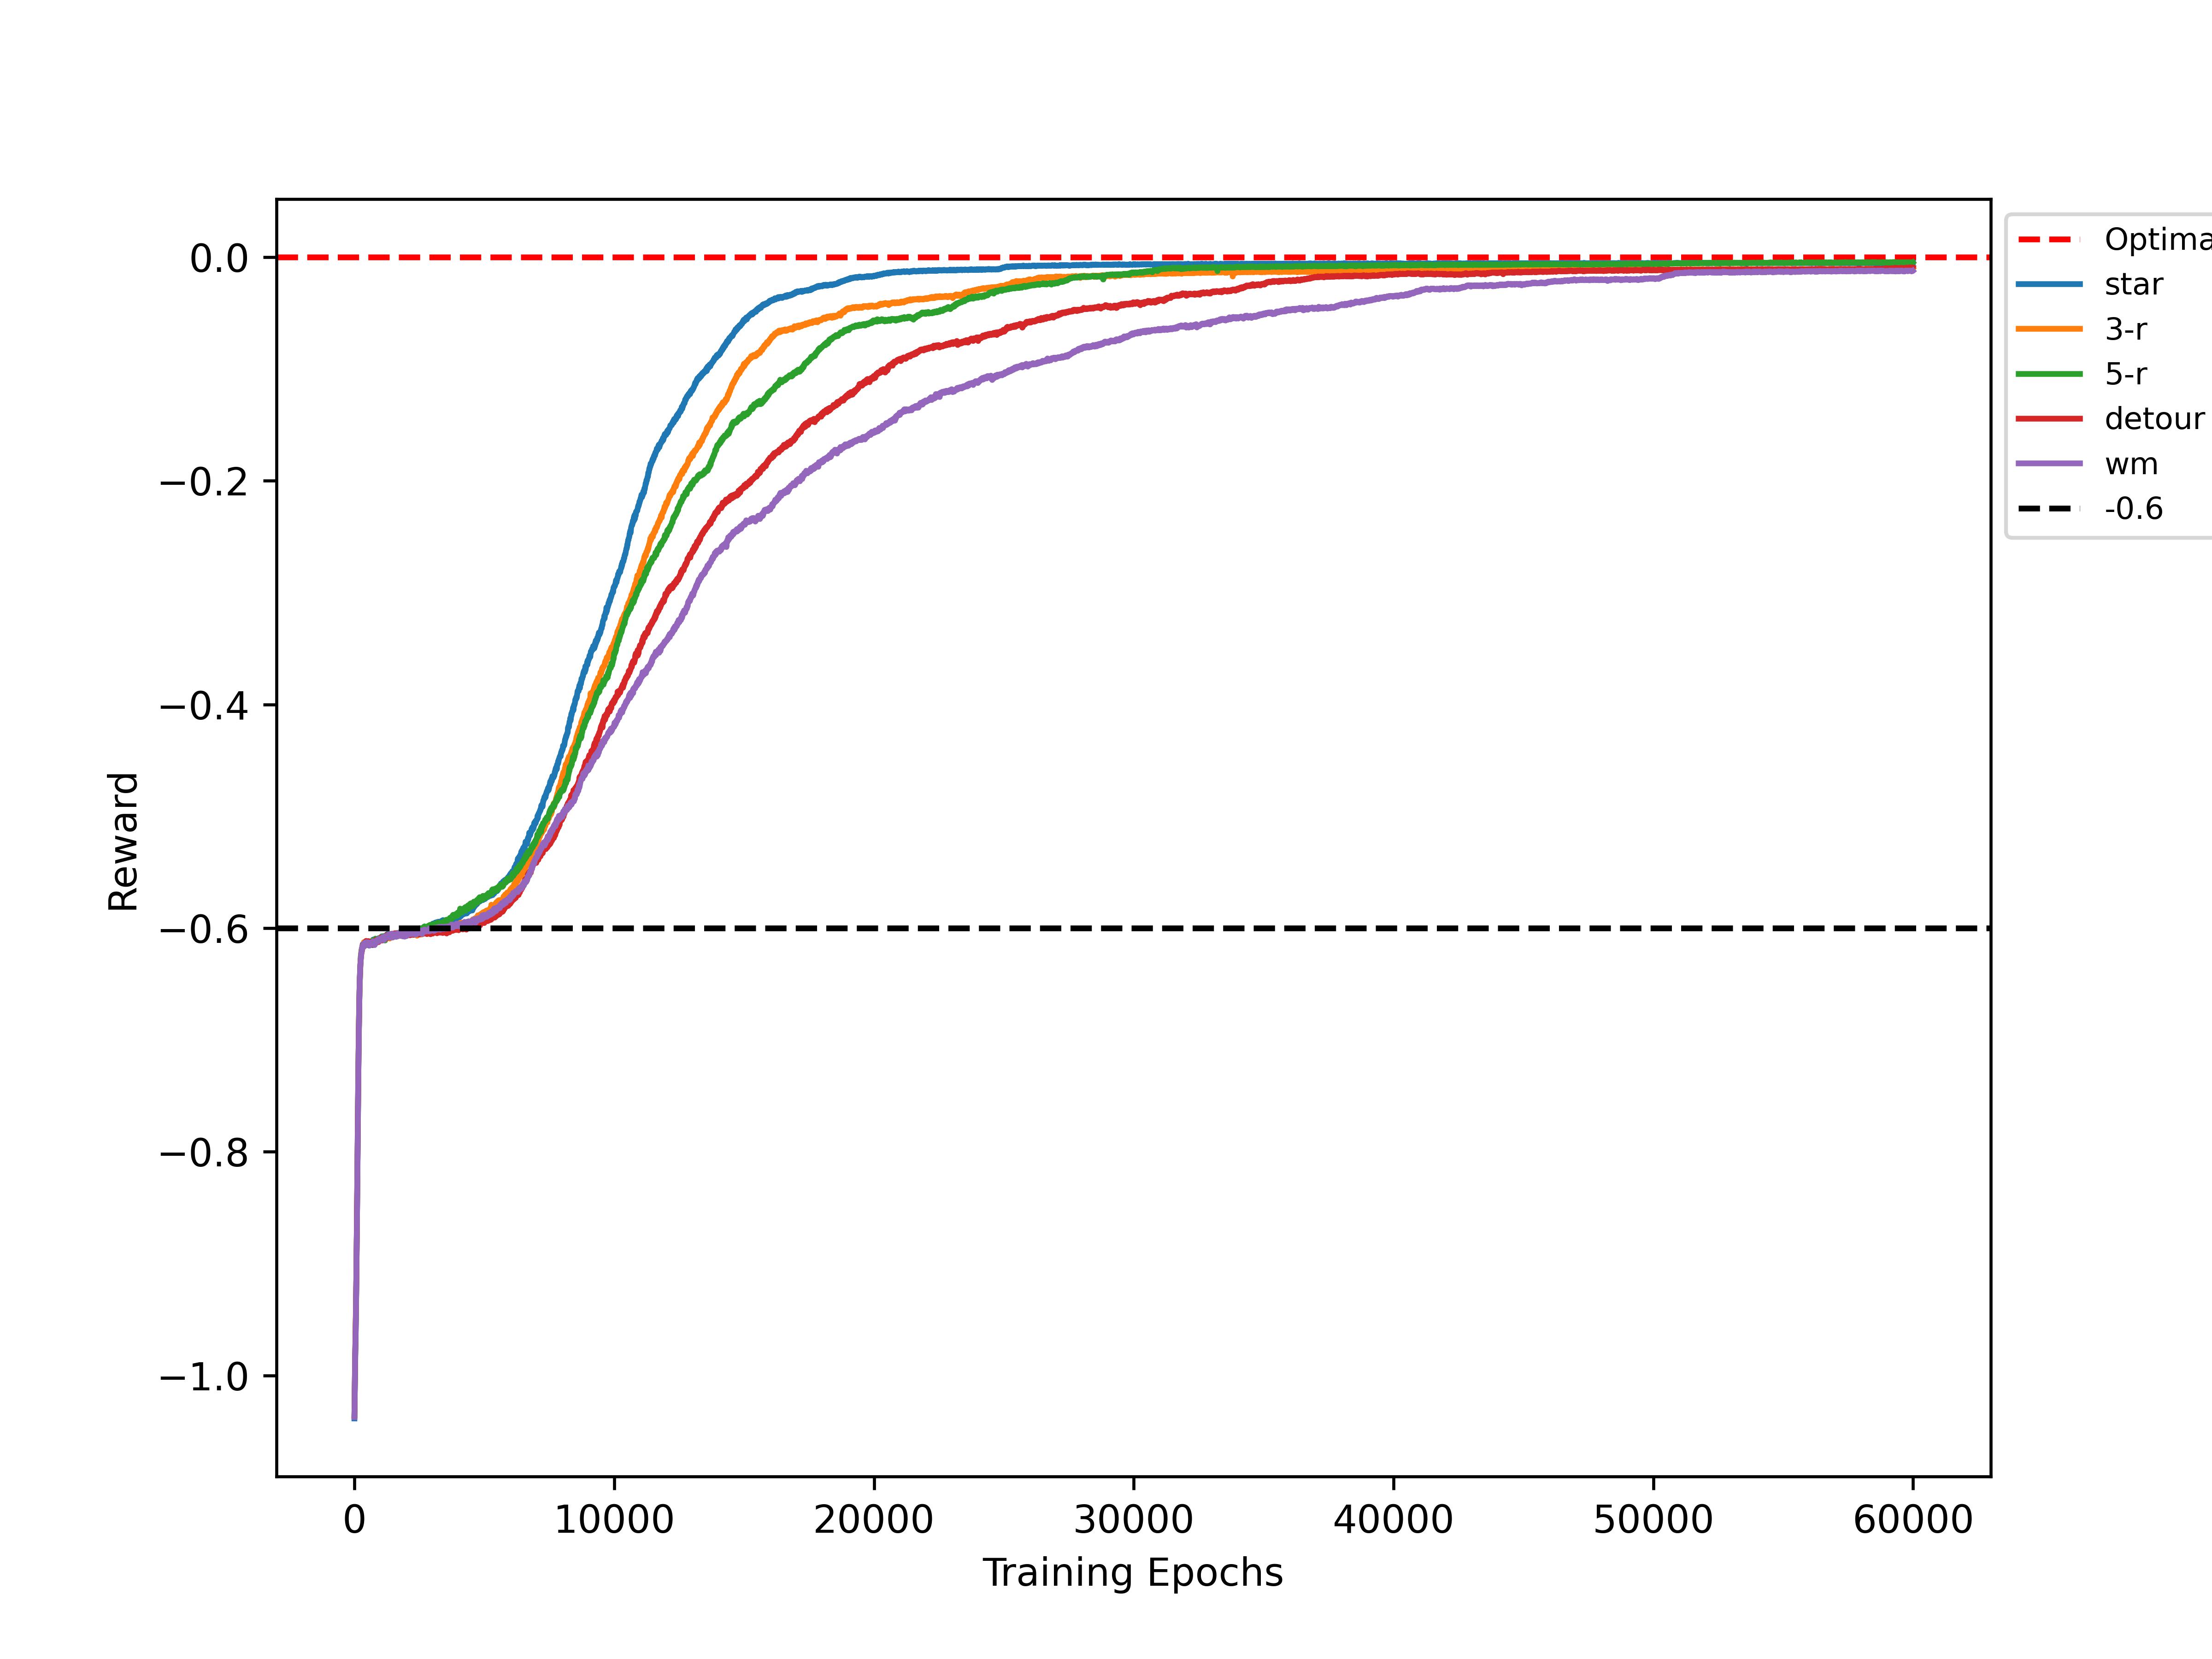 0.0
−0.2
−0.4
−0.6
−0.8
−1.0
Reward
0
10000
20000
30000
40000
50000
60000
Training Epochs
Optima
star
3-r
5-r
detour
wm
-0.6